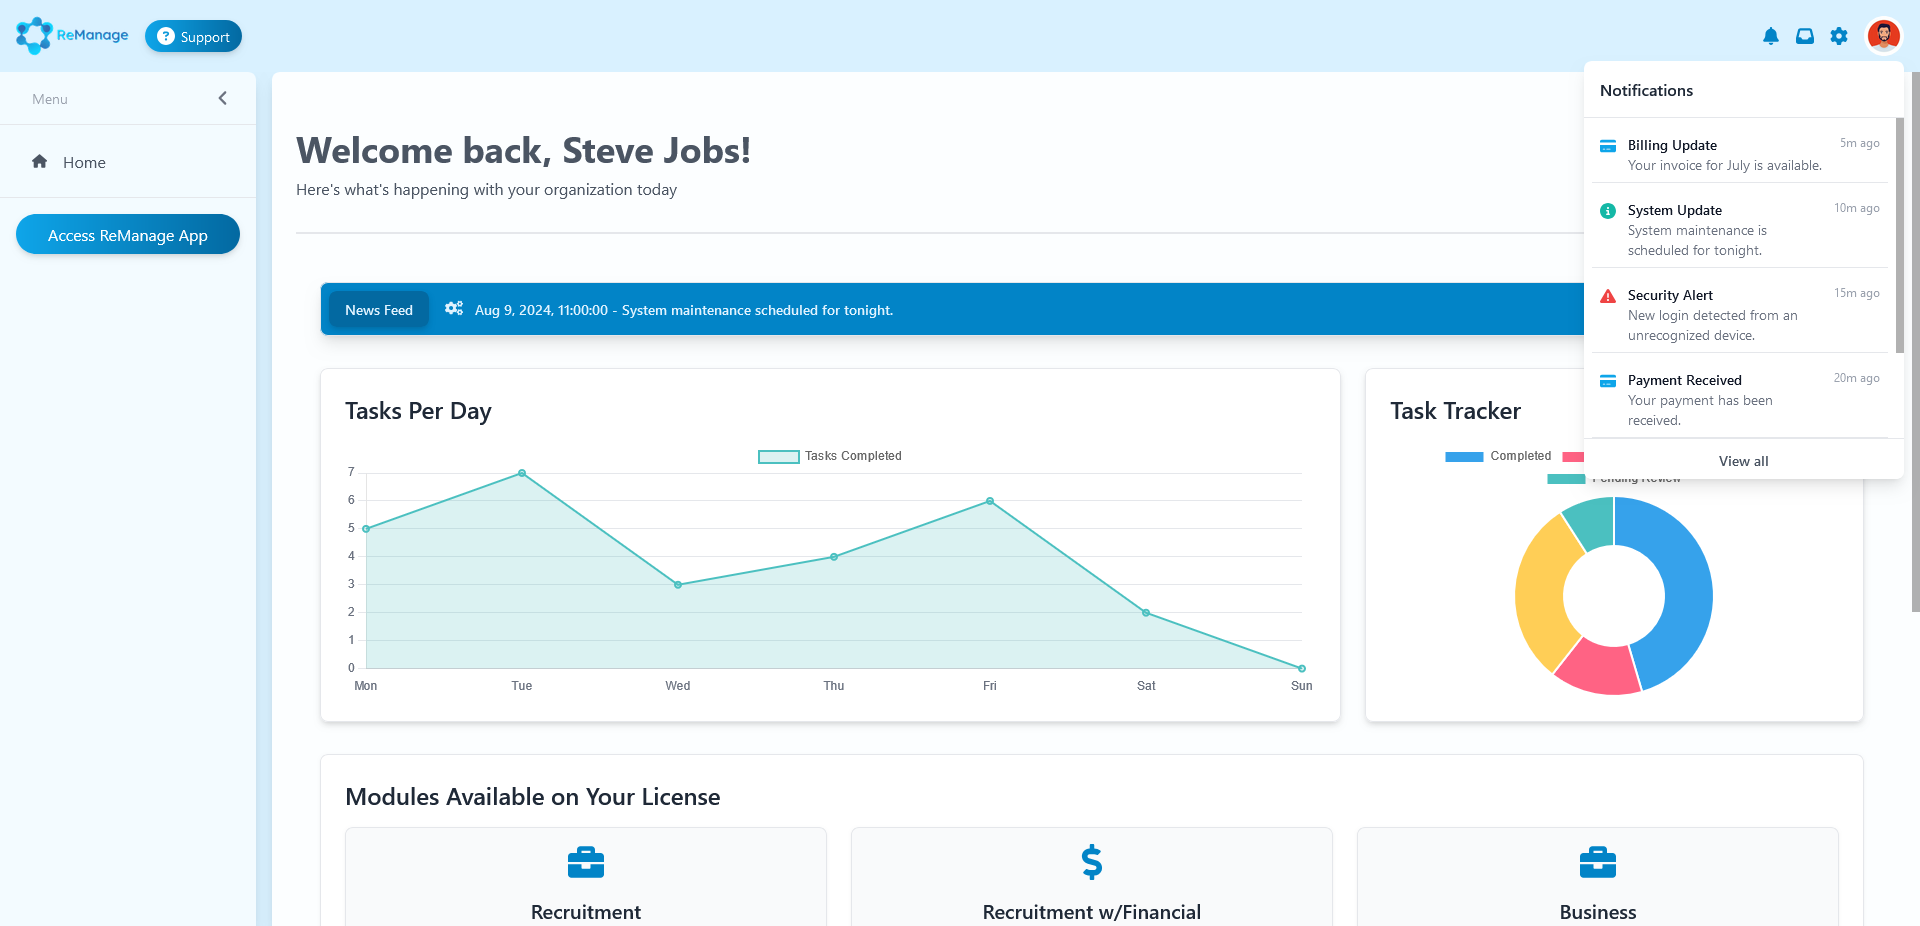 ReManage
? Support
Menu
Home
Access ReManage App
Welcome back, Steve Jobs!
Here's what's happening with your organization today
News Feed
Aug 9, 2024, 11:00:00 - System maintenance scheduled for tonight.
Tasks Per Day
Tasks Completed
7
6
5
4
3
2
1
0
Mon Tue Wed Thu Fri Sat Sun
Task Tracker
Completed
Pending Review
Notifications
Billing Update 5m ago
Your invoice for July is available.
System Update 10m ago
System maintenance is
scheduled for tonight.
Security Alert 15m ago
New login detected from an
unrecognized device.
Payment Received 20m ago
Your payment has been
received.
View all
Modules Available on Your License
Recruitment
$
Recruitment w/Financial
Business